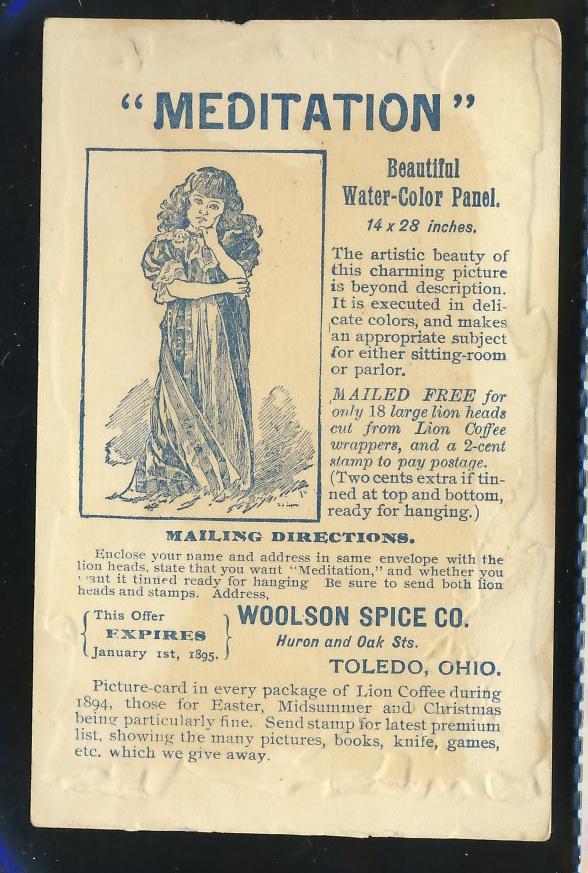 “MEDITATION”
Beautiful
Water-Color Panel.
14 x 28 inches.
The artistic beauty of
this charming picture
is beyond description.
It is executed in deli-
cate colors, and makes
an appropriate subject
for either sitting-room
or parlor.
MAILED FREE for
only 18 large lion heads
cut from Lion Coffee
wrappers, and a 2-cent
stamp to pay postage.
(Two cents extra if tin-
ned at top and bottom,
ready for hanging.)
MAILING DIRECTIONS.
Enclose your name and address in same envelope with the
lion heads, state that you want “Meditation,” and whether you
want it tinned ready for hanging Be sure to send both lion
heads and stamps. Address,
This Offer
EXPIRES
January 1st, 1895.
WOOLSON SPICE CO.
Huron and Oak Sts.
TOLEDO, OHIO.
Picture-card in every package of Lion Coffee during
1894, those for Easter, Midsummer and Christmas
being particularly fine. Send stamp for latest premium
list, showing the many pictures, books, knife, games,
etc. which we give away.